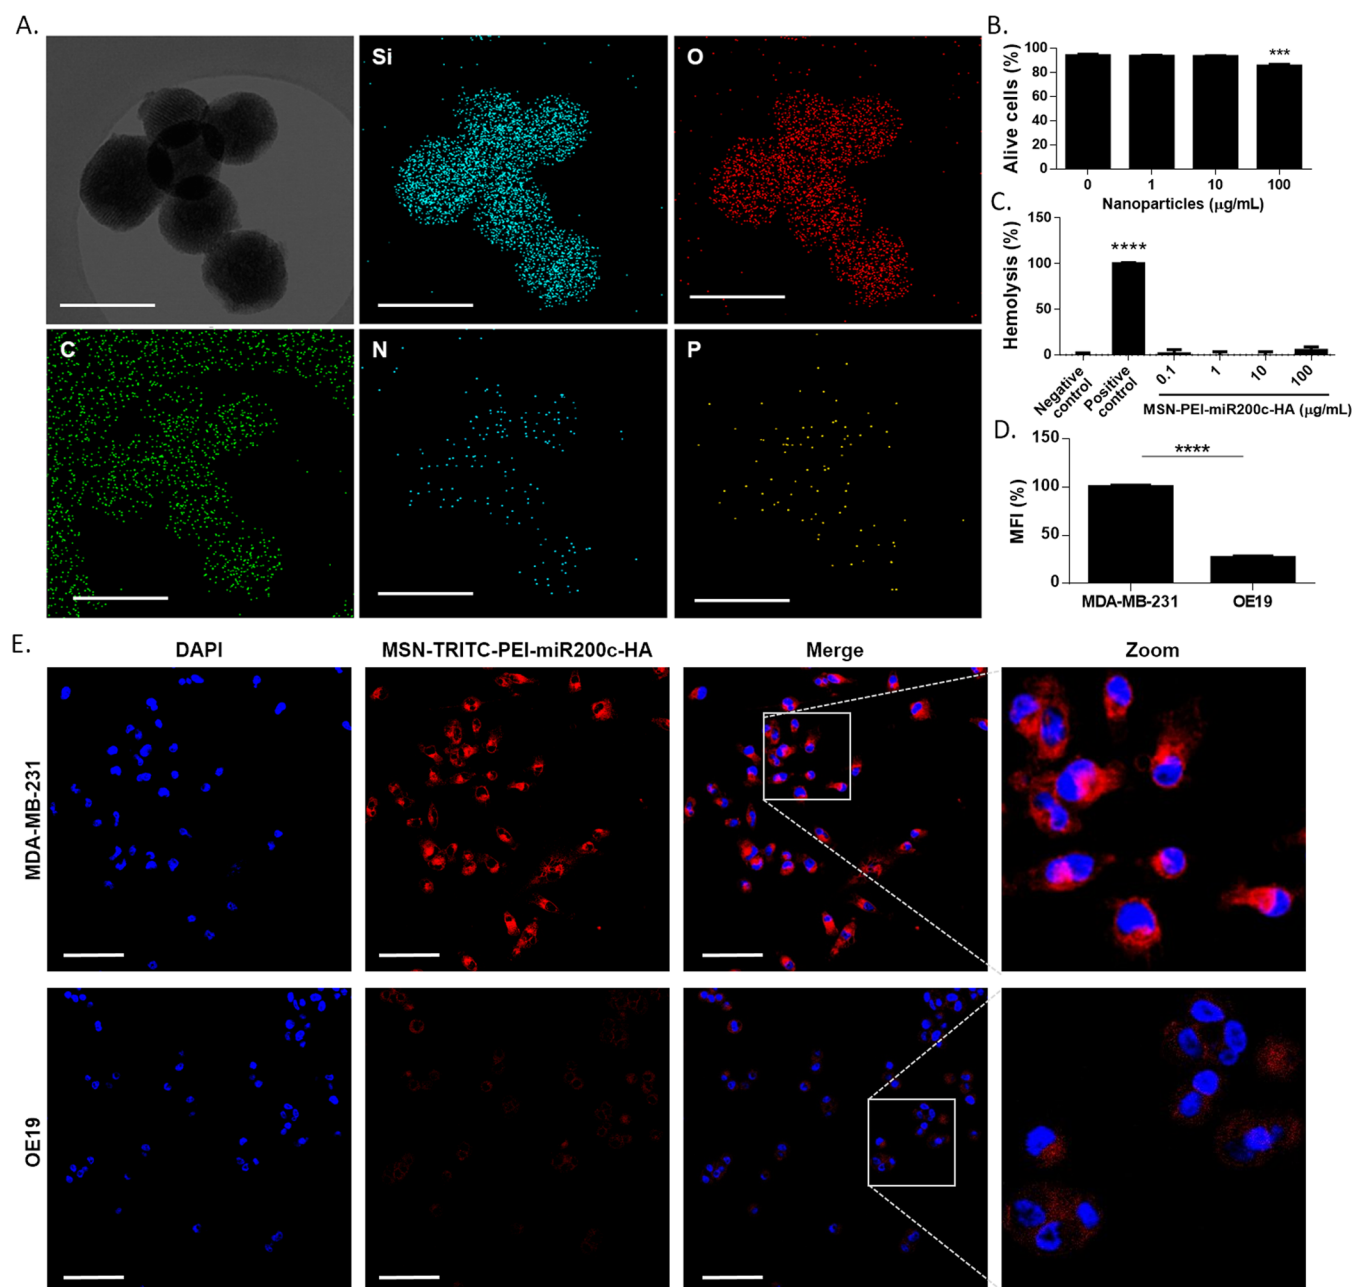 A.
Si
O
C
N
P
B.
Alive cells (%)
100
80
60
40
20
0
***
0 1 10 100
Nanoparticles (μg/mL)
C.
Hemolysis (%)
150
100
50
0
****
Negative control
Positive control
0.1
1
10
100
MSN-PEI-miR200c-HA (μg/mL)
D.
MFI (%)
150
100
50
0
****
MDA-MB-231 OE19
E.
DAPI MSN-TRITC-PEI-miR200c-HA Merge Zoom
MDA-MB-231
OE19